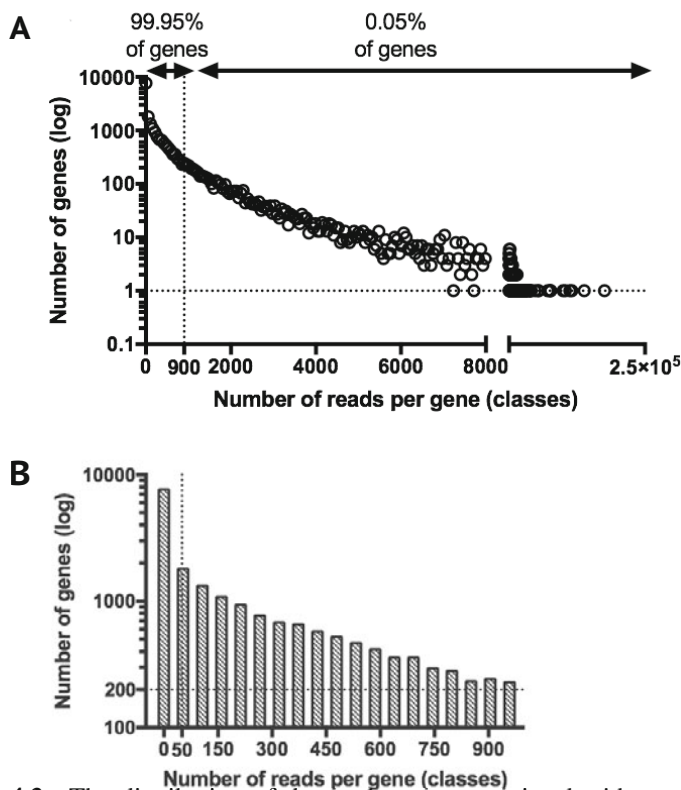 A
99.95%
of genes
0.05%
of genes
Number of genes (log)
10000
1000
100
10
1
0.1
0 900 2000 4000 6000 8000 2.5×10⁵
Number of reads per gene (classes)
B
Number of genes (log)
10000
1000
200
100
0 50 150 300 450 600 750 900
Number of reads per gene (classes)